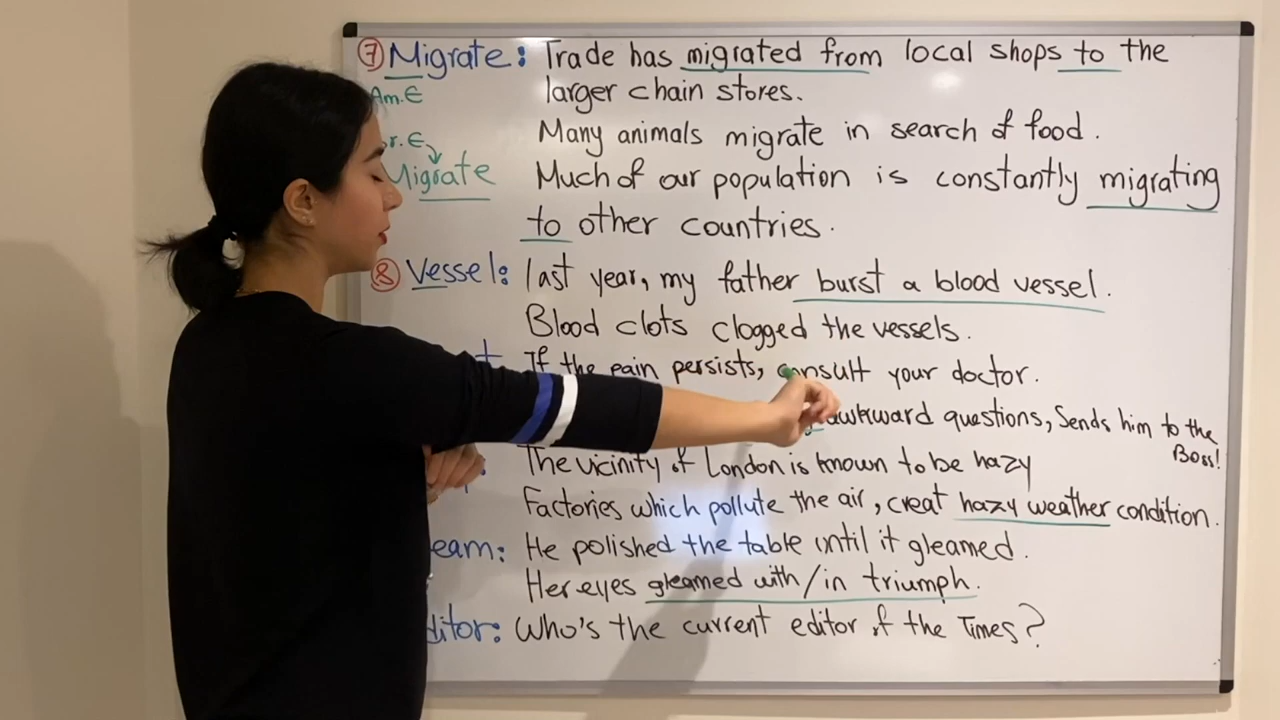 ⑦ Migrate: Trade has migrated from local shops to the
Am.E larger chain stores.
Many animals migrate in search of food.
r.E
Migrate Much of our population is constantly migrating
to other countries.
⑧ Vessel: last year, my father burst a blood vessel.
Blood clots clogged the vessels.
t If the pain persists, consult your doctor.
awkward questions, Sends him to the
Boss!
The vicinity of London is known to be hazy
Factories which pollute the air, creat hazy weather condition.
eam: He polished the table until it gleamed.
Her eyes gleamed with/in triumph.
ditor: Who's the current editor of the Times?